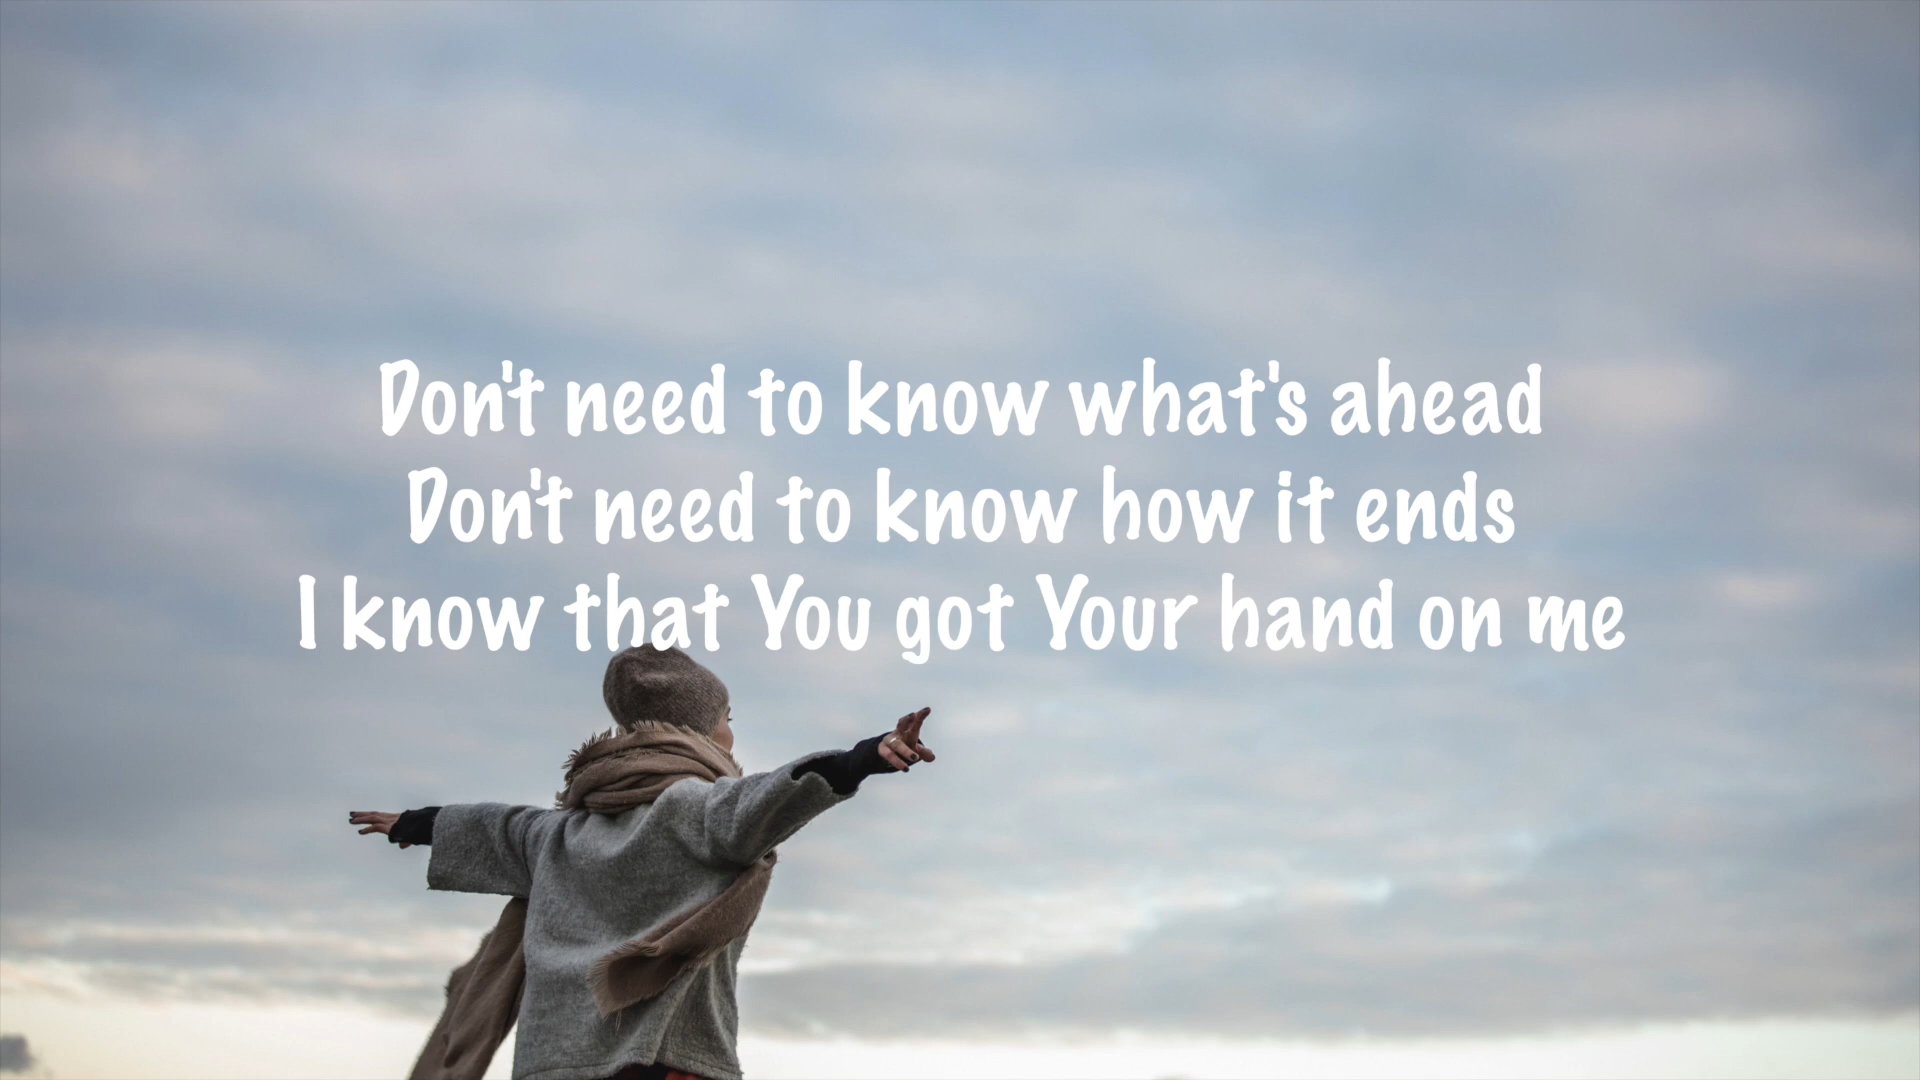 Don't need to know what's ahead
Don't need to know how it ends
I know that You got Your hand on me